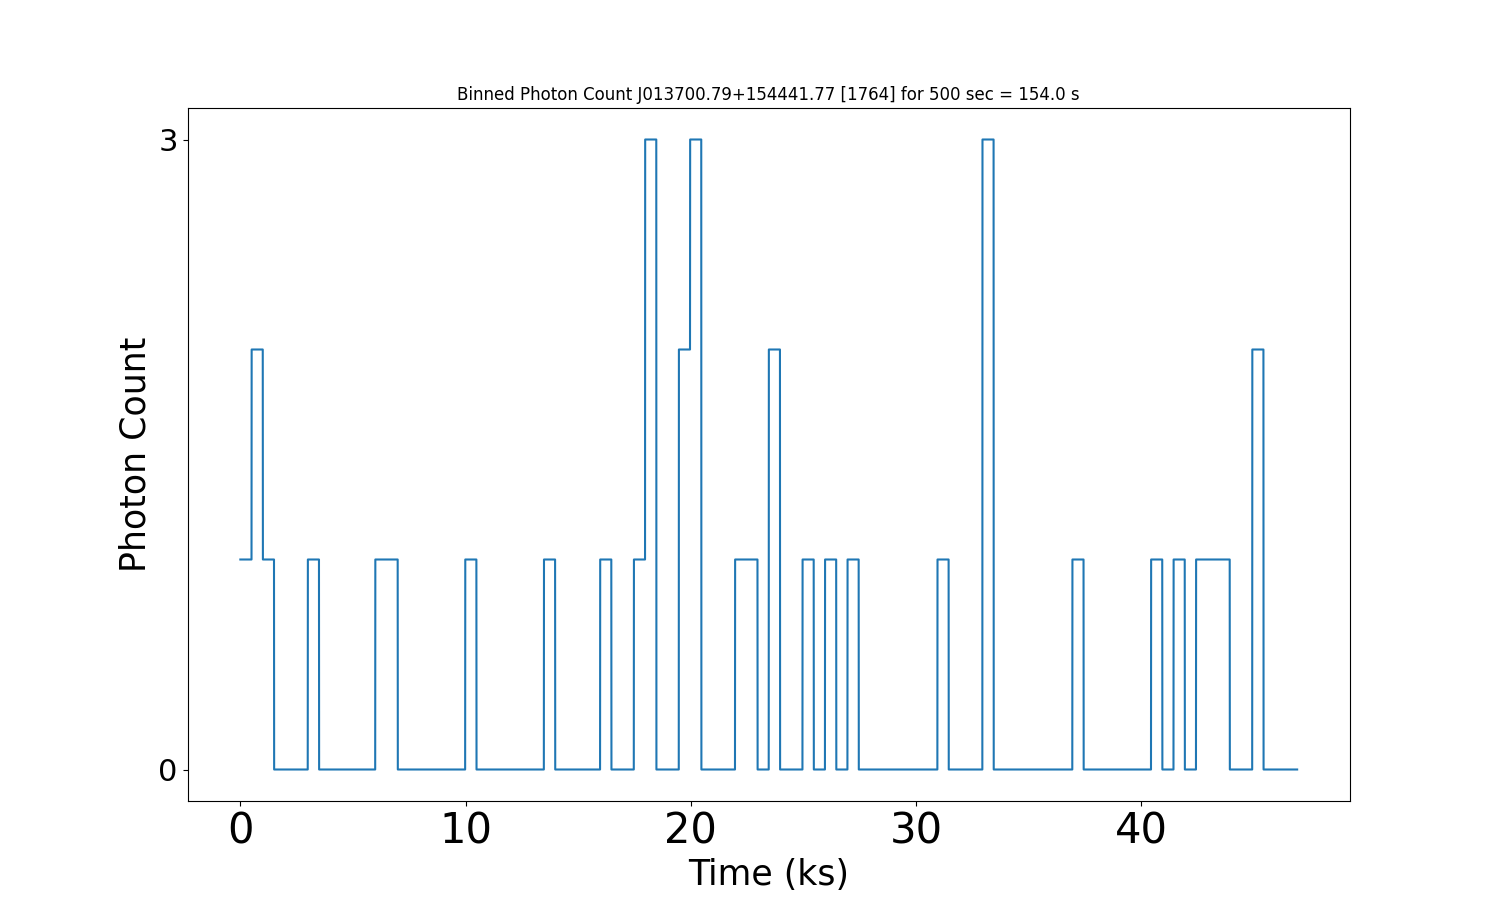 Binned Photon Count J013700.79+154441.77 [1764] for 500 sec = 154.0 s
3
Photon Count
0
0 10 20 30 40
Time (ks)